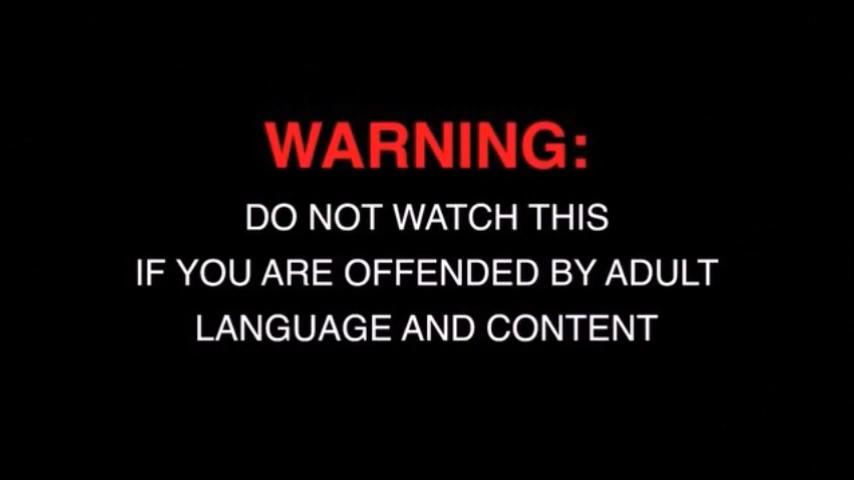 WARNING:
DO NOT WATCH THIS
IF YOU ARE OFFENDED BY ADULT
LANGUAGE AND CONTENT